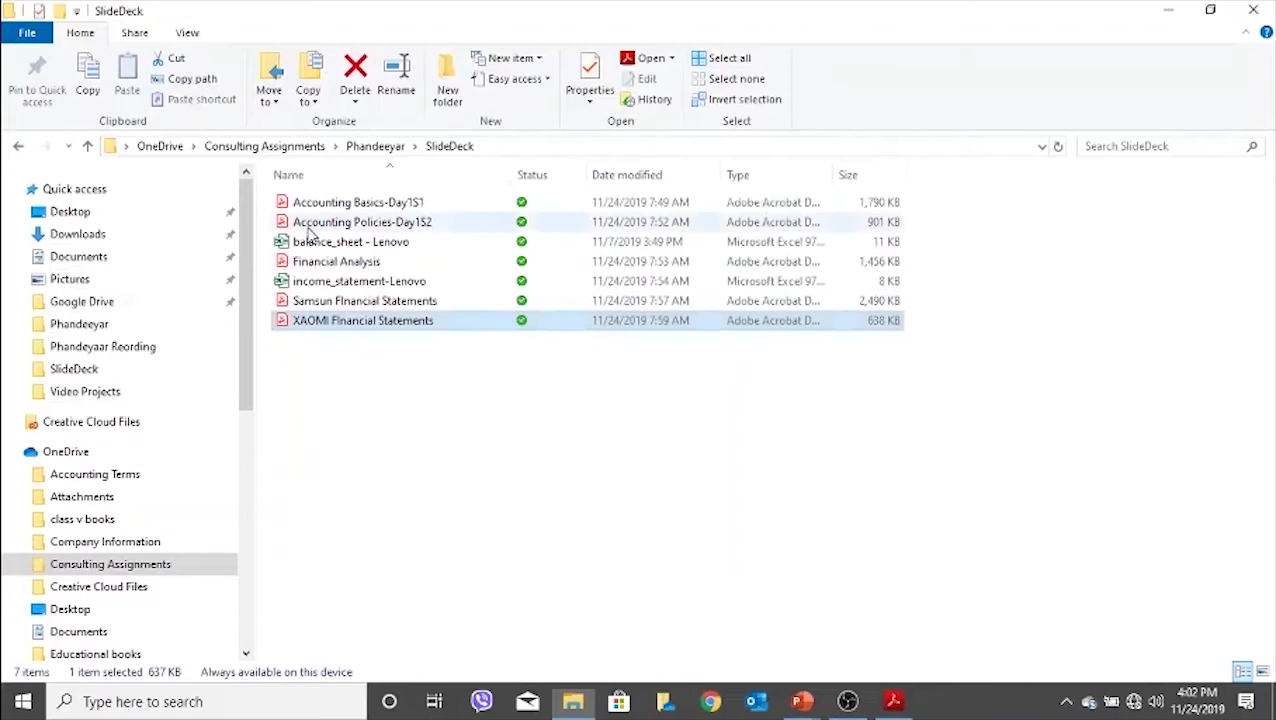 SlideDeck
File Home Share View
Pin to Quick access
Copy
Paste
Cut
Copy path
Paste shortcut
Clipboard
Move to
Copy to
Delete
Rename
Organize
New folder
New item
Easy access
New
Properties
Open
Edit
History
Open
Select all
Select none
Invert selection
Select
OneDrive > Consulting Assignments > Phandeeyar > SlideDeck
Search SlideDeck
Name Status Date modified Type Size
Accounting Basics-Day1S1 11/24/2019 7:49 AM Adobe Acrobat D... 1,790 KB
Accounting Policies-Day1S2 11/24/2019 7:52 AM Adobe Acrobat D... 901 KB
balance_sheet - Lenovo 11/7/2019 3:49 PM Microsoft Excel 97... 11 KB
Financial Analysis 11/24/2019 7:53 AM Adobe Acrobat D... 1,456 KB
income_statement-Lenovo 11/24/2019 7:54 AM Microsoft Excel 97... 8 KB
Samsun FInancial Statements 11/24/2019 7:57 AM Adobe Acrobat D... 2,490 KB
XAOMI FInancial Statements 11/24/2019 7:59 AM Adobe Acrobat D... 638 KB
Quick access
Desktop
Downloads
Documents
Pictures
Google Drive
Phandeeyar
Phandeyaar Reording
SlideDeck
Video Projects
Creative Cloud Files
OneDrive
Accounting Terms
Attachments
class v books
Company Information
Consulting Assignments
Creative Cloud Files
Desktop
Documents
Educational books
7 items 1 item selected 637 KB Always available on this device
Type here to search
4:02 PM
11/24/2019